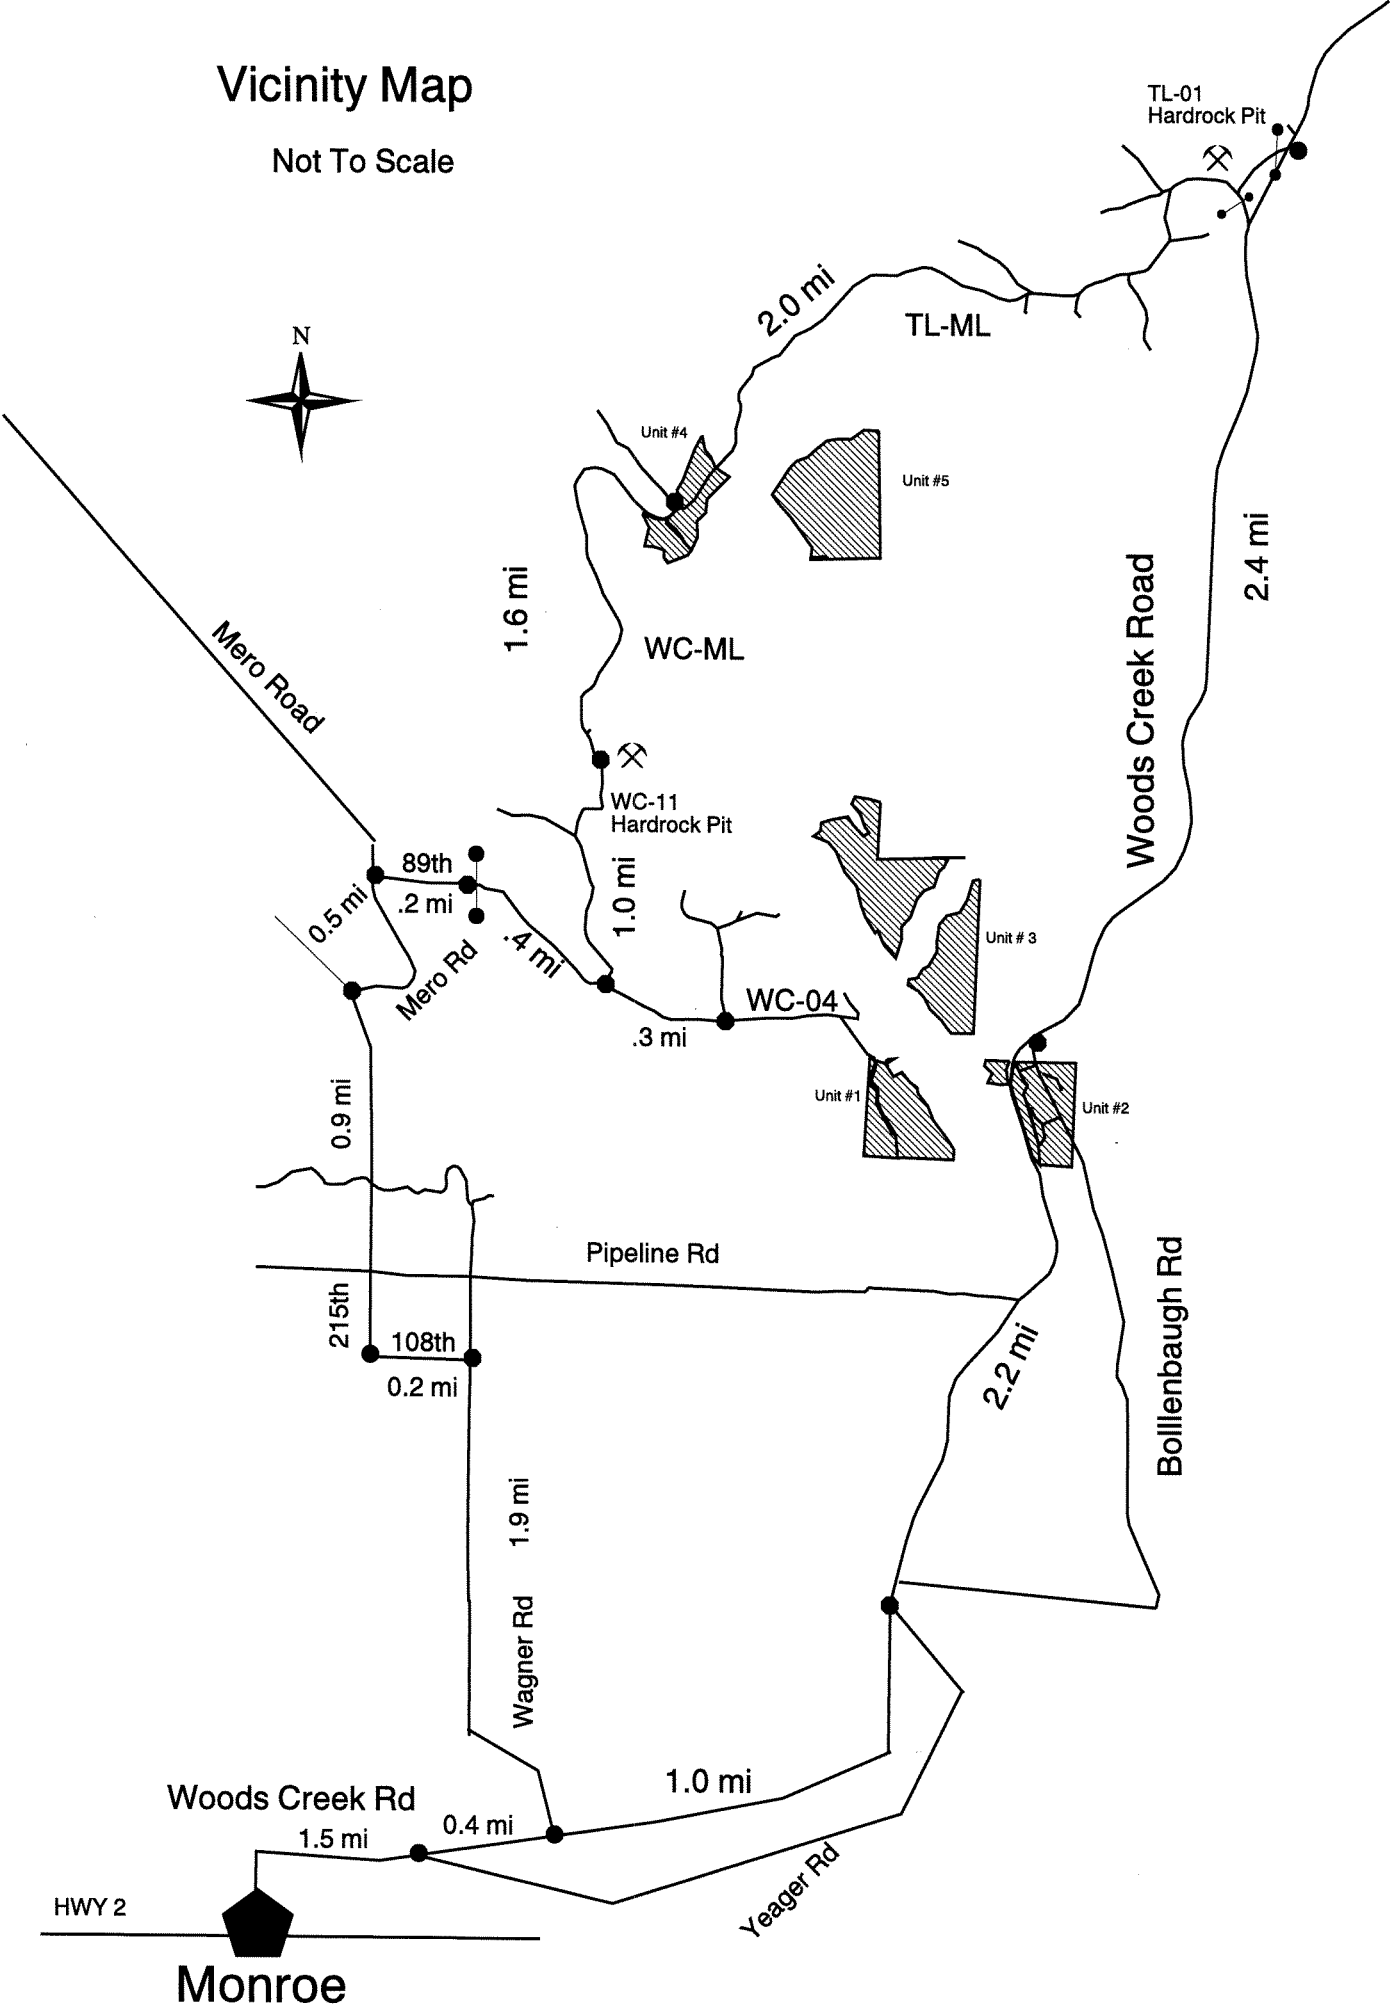 Vicinity Map
Not To Scale
TL-01
Hardrock Pit
2.0 mi
TL-ML
N
Unit #4
Unit #5
2.4 mi
Woods Creek Road
1.6 mi
WC-ML
Mero Road
WC-11
Hardrock Pit
89th
.2 mi
0.5 mi
Mero Rd
.4 mi
1.0 mi
Unit # 3
WC-04
.3 mi
Unit #1
Unit #2
0.9 mi
Pipeline Rd
215th
108th
0.2 mi
2.2 mi
Bolllenbaugh Rd
1.9 mi
Wagner Rd
Woods Creek Rd
1.5 mi
0.4 mi
1.0 mi
Yeager Rd
HWY 2
Monroe